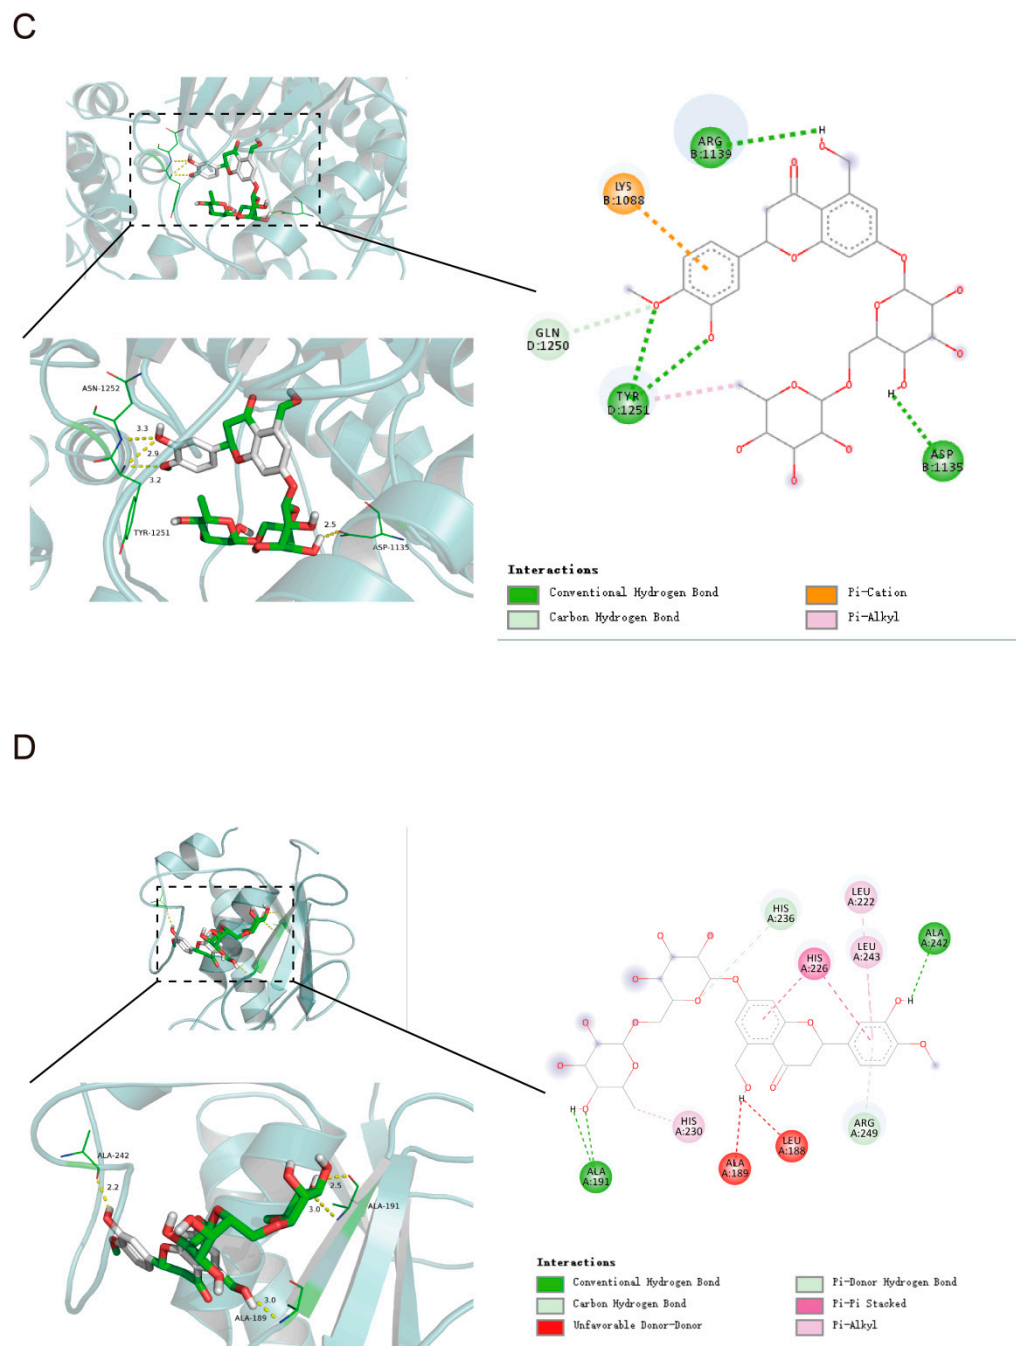 C
ARG
B:1139
H
O
LYS
B:1088
O
O
O
O
O
GLN
D:1250
O
O
O
O
O
O
TYR
D:1251
O
O
H
O
O
O
ASP
B:1135
ASN-1252
3.3
2.9
3.2
TYR-1251
2.5
ASP-1135
Interactions
Conventional Hydrogen Bond
Pi-Cation
Carbon Hydrogen Bond
Pi-Alkyl
D
LEU
A:222
HIS
A:236
ALA
A:242
LEU
A:243
HIS
A:226
O
O
O
O
O
O
O
H
O
O
O
O
O
O
O
O
H
O
H
HIS
A:230
ARG
A:249
LEU
A:188
ALA
A:189
ALA
A:191
ALA-242
2.2
2.5
3.0
ALA-191
3.0
ALA-189
Interactions
Conventional Hydrogen Bond
Pi-Donor Hydrogen Bond
Carbon Hydrogen Bond
Pi-Pi Stacked
Unfavorable Donor-Donor
Pi-Alkyl